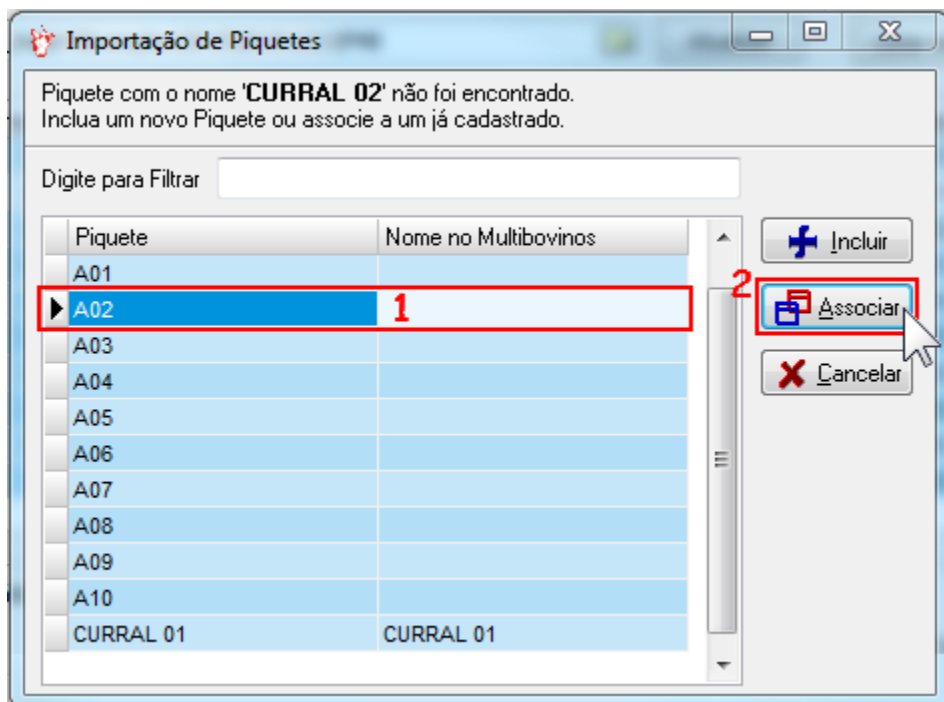 Importação de Piquetes
Piquete com o nome 'CURRAL 02' não foi encontrado.
Inclua um novo Piquete ou associe a um já cadastrado.
Digite para Filtrar
Piquete Nome no Multibovinos
A01
A02 1
A03
A04
A05
A06
A07
A08
A09
A10
CURRAL 01 CURRAL 01
Incluir
2 Associar
Cancelar